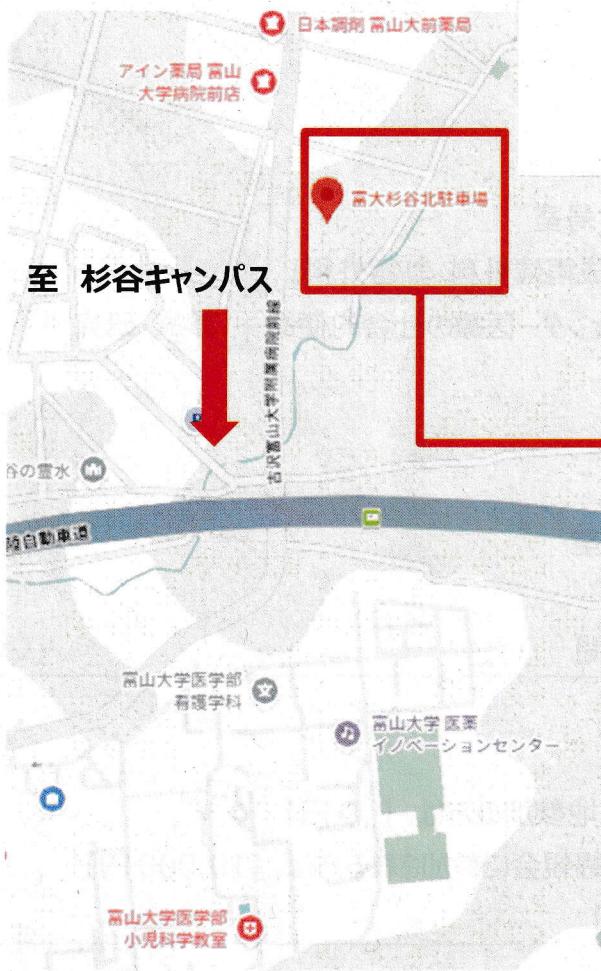 日本調剤 富山大前薬局
アイン薬局 富山
大学病院前店
富大杉谷北駐車場
至 杉谷キャンパス
古沢富山大学附属病院前線
谷の霊水
陸自動車道
富山大学医学部
看護学科
富山大学 医薬
イノベーションセンター
富山大学医学部
小児科学教室